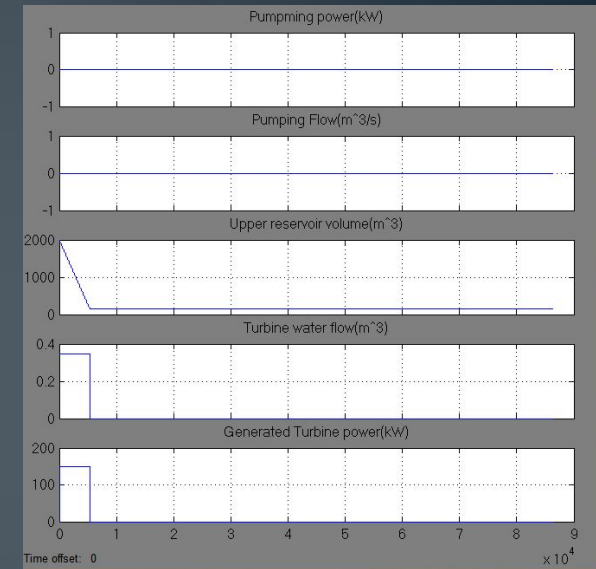 Pumpming power(kW)
1
0
-1
Pumping Flow(m^3/s)
1
0
-1
Upper reservoir volume(m^3)
2000
1000
0
Turbine water flow(m^3)
0.4
0.2
0
Generated Turbine power(kW)
200
100
0
0 1 2 3 4 5 6 7 8 9
Time offset: 0
x 10^4